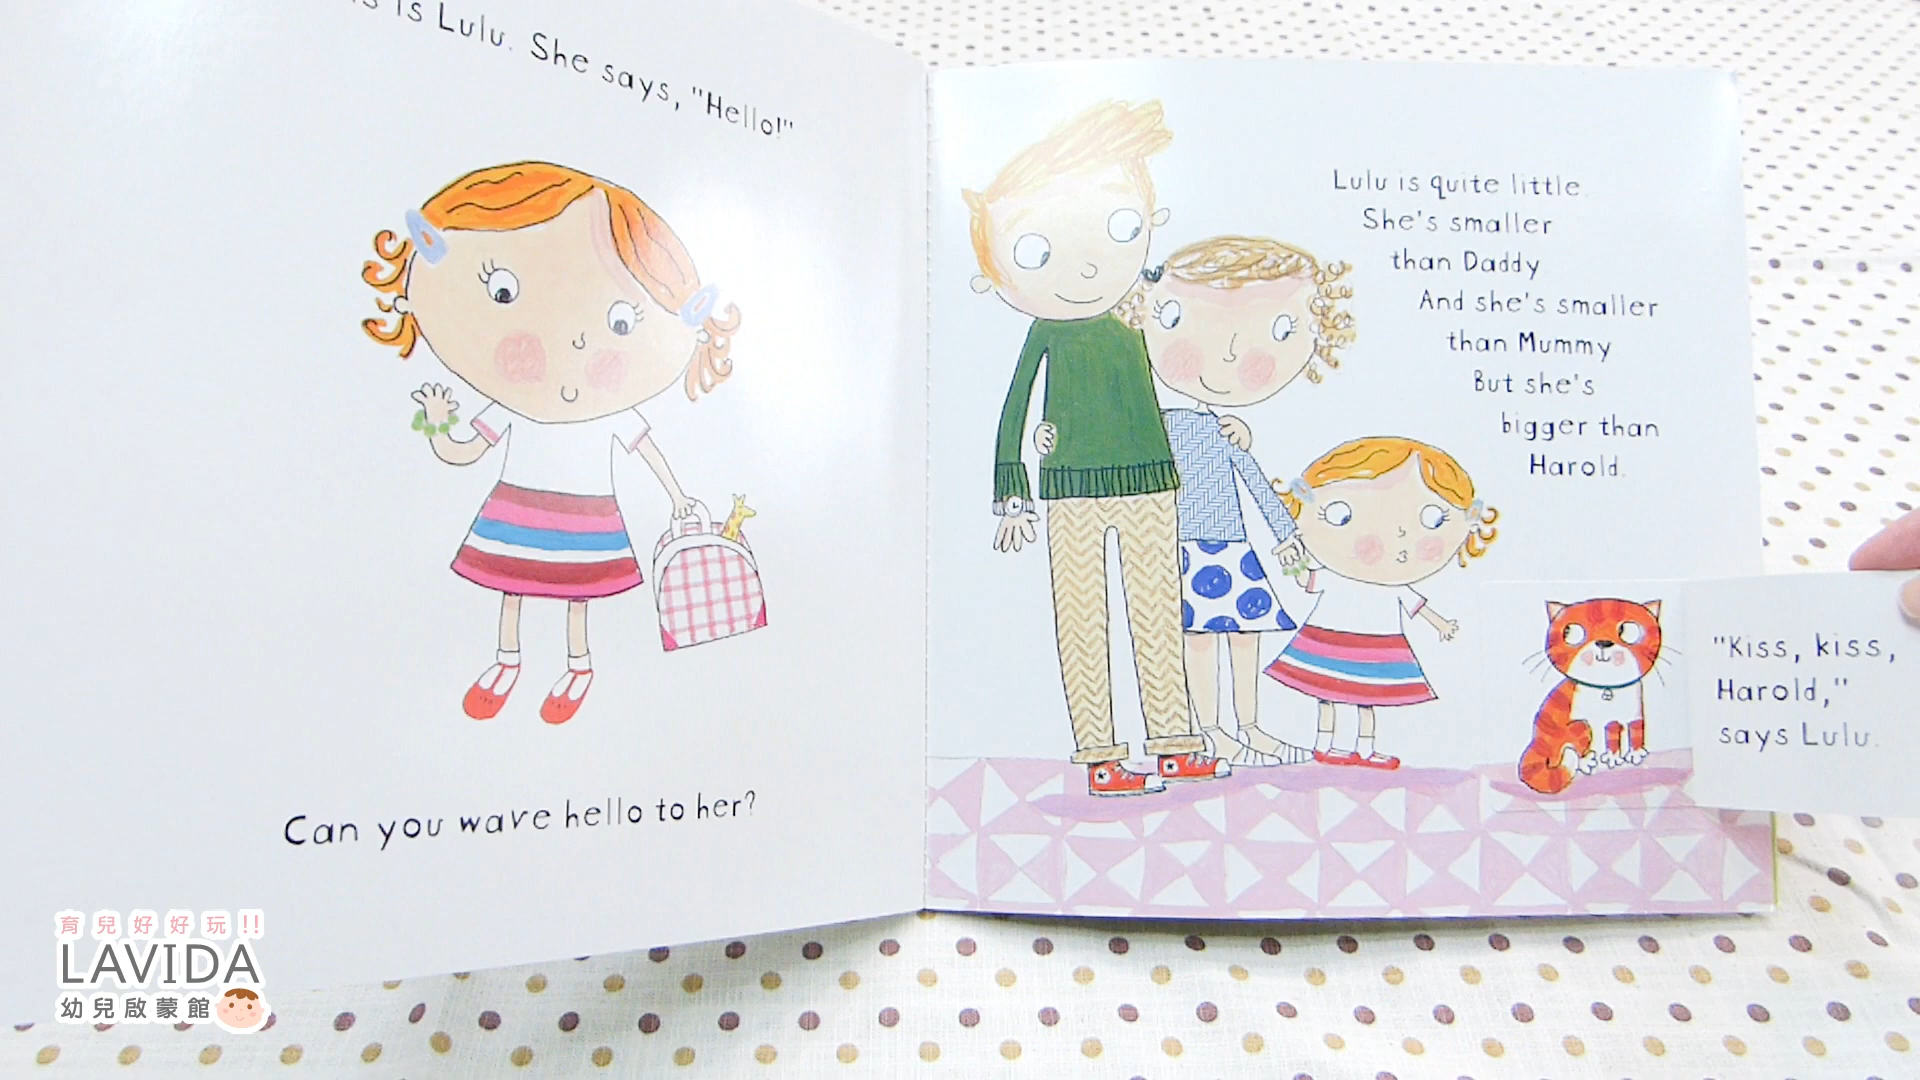 is Lulu. She says, "Hello!"
Can you wave hello to her?
Lulu is quite little.
She's smaller
than Daddy
And she's smaller
than Mummy
But she's
bigger than
Harold.
"Kiss, kiss,
Harold,"
says Lulu.
育兒好好玩!!
LAVIDA
幼兒啟蒙館